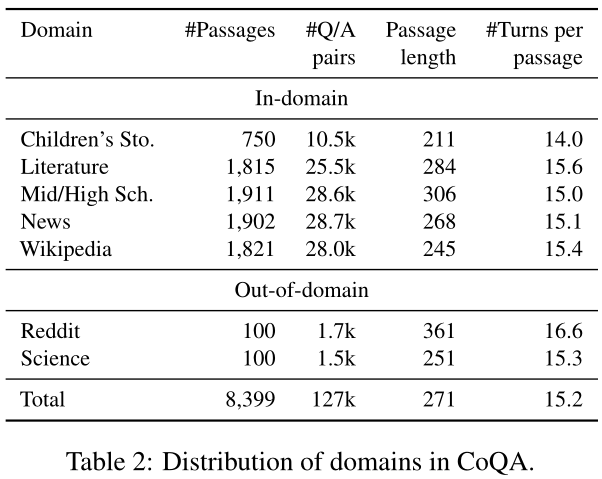 Domain #Passages #Q/A pairs Passage length #Turns per passage
In-domain
Children's Sto. 750 10.5k 211 14.0
Literature 1,815 25.5k 284 15.6
Mid/High Sch. 1,911 28.6k 306 15.0
News 1,902 28.7k 268 15.1
Wikipedia 1,821 28.0k 245 15.4
Out-of-domain
Reddit 100 1.7k 361 16.6
Science 100 1.5k 251 15.3
Total 8,399 127k 271 15.2
Table 2: Distribution of domains in CoQA.